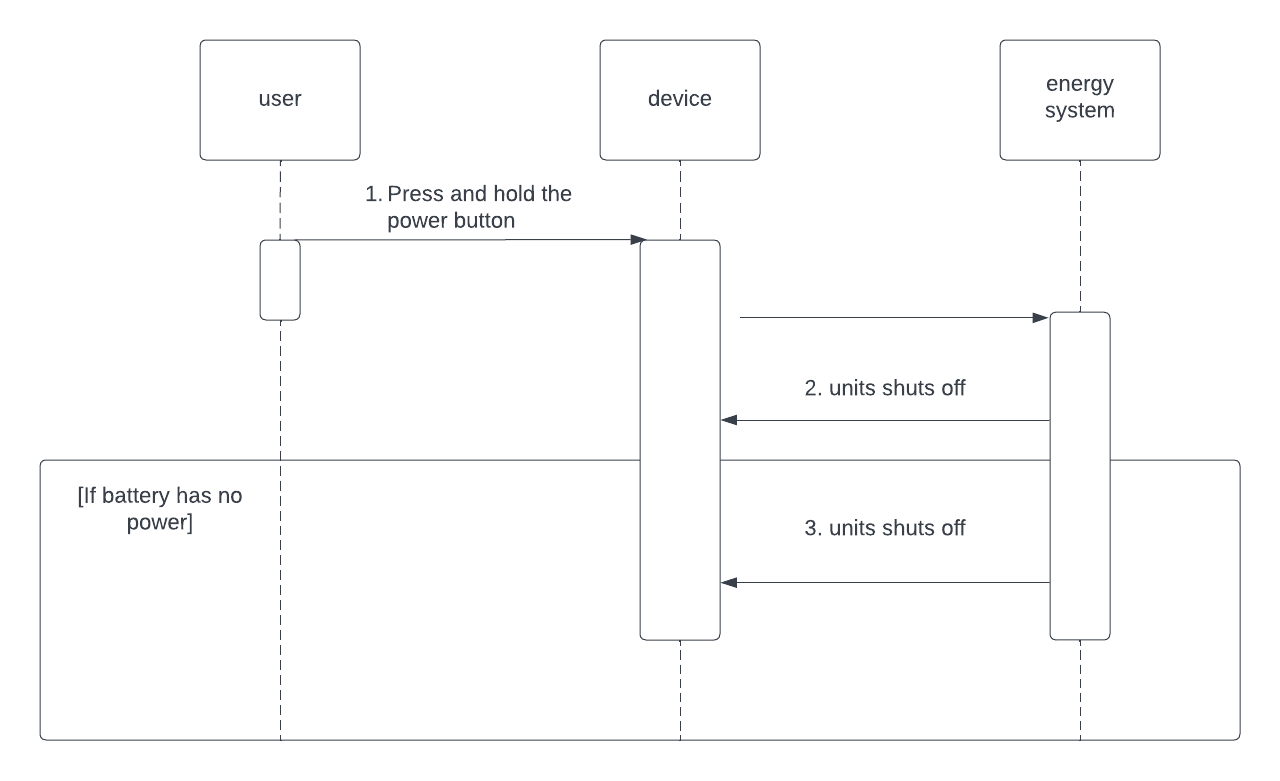 user
device
energy
system
1. Press and hold the
power button
2. units shuts off
[If battery has no
power]
3. units shuts off